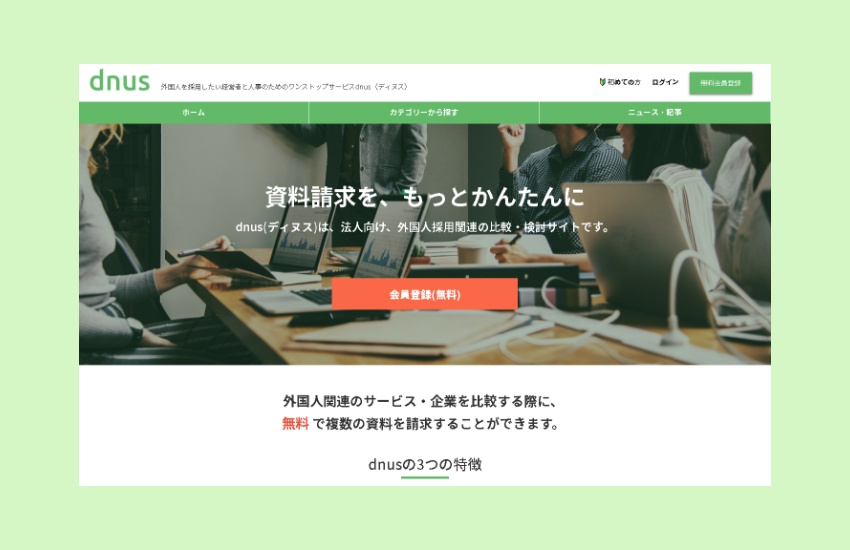 dnus
外国人を採用したい経営者と人事のためのワンストップサービスdnus（ディヌス）
初めての方
ログイン
無料会員登録
ホーム
カテゴリーから探す
ニュース・記事
資料請求を、もっとかんたんに
dnus(ディヌス)は、法人向け、外国人採用関連の比較・検討サイトです。
会員登録(無料)
外国人関連のサービス・企業を比較する際に、
無料 で複数の資料を請求することができます。
dnusの3つの特徴